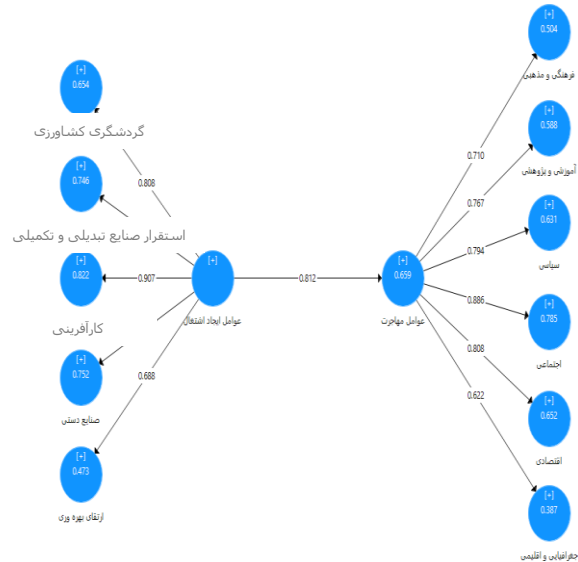 [+]
0.504
فرهنگی و مذهبی
[+]
0.654
گردشگری کشاورزی
[+]
0.588
آموزشی و پژوهشی
0.710
0.767
0.808
[+]
0.746
استقرار صنایع تبدیلی و تکمیلی
[+]
0.631
سیاسی
0.794
[+]
0.822
کارآفرینی
0.907
[+]
عوامل ایجاد اشتغال
0.812
[+]
0.659
عوامل مهاجرت
0.886
[+]
0.785
اجتماعی
0.808
0.622
[+]
0.752
صنایع دستی
0.688
[+]
0.652
اقتصادی
[+]
0.473
ارتقای بهره وری
[+]
0.387
جغرافیایی و اقلیمی